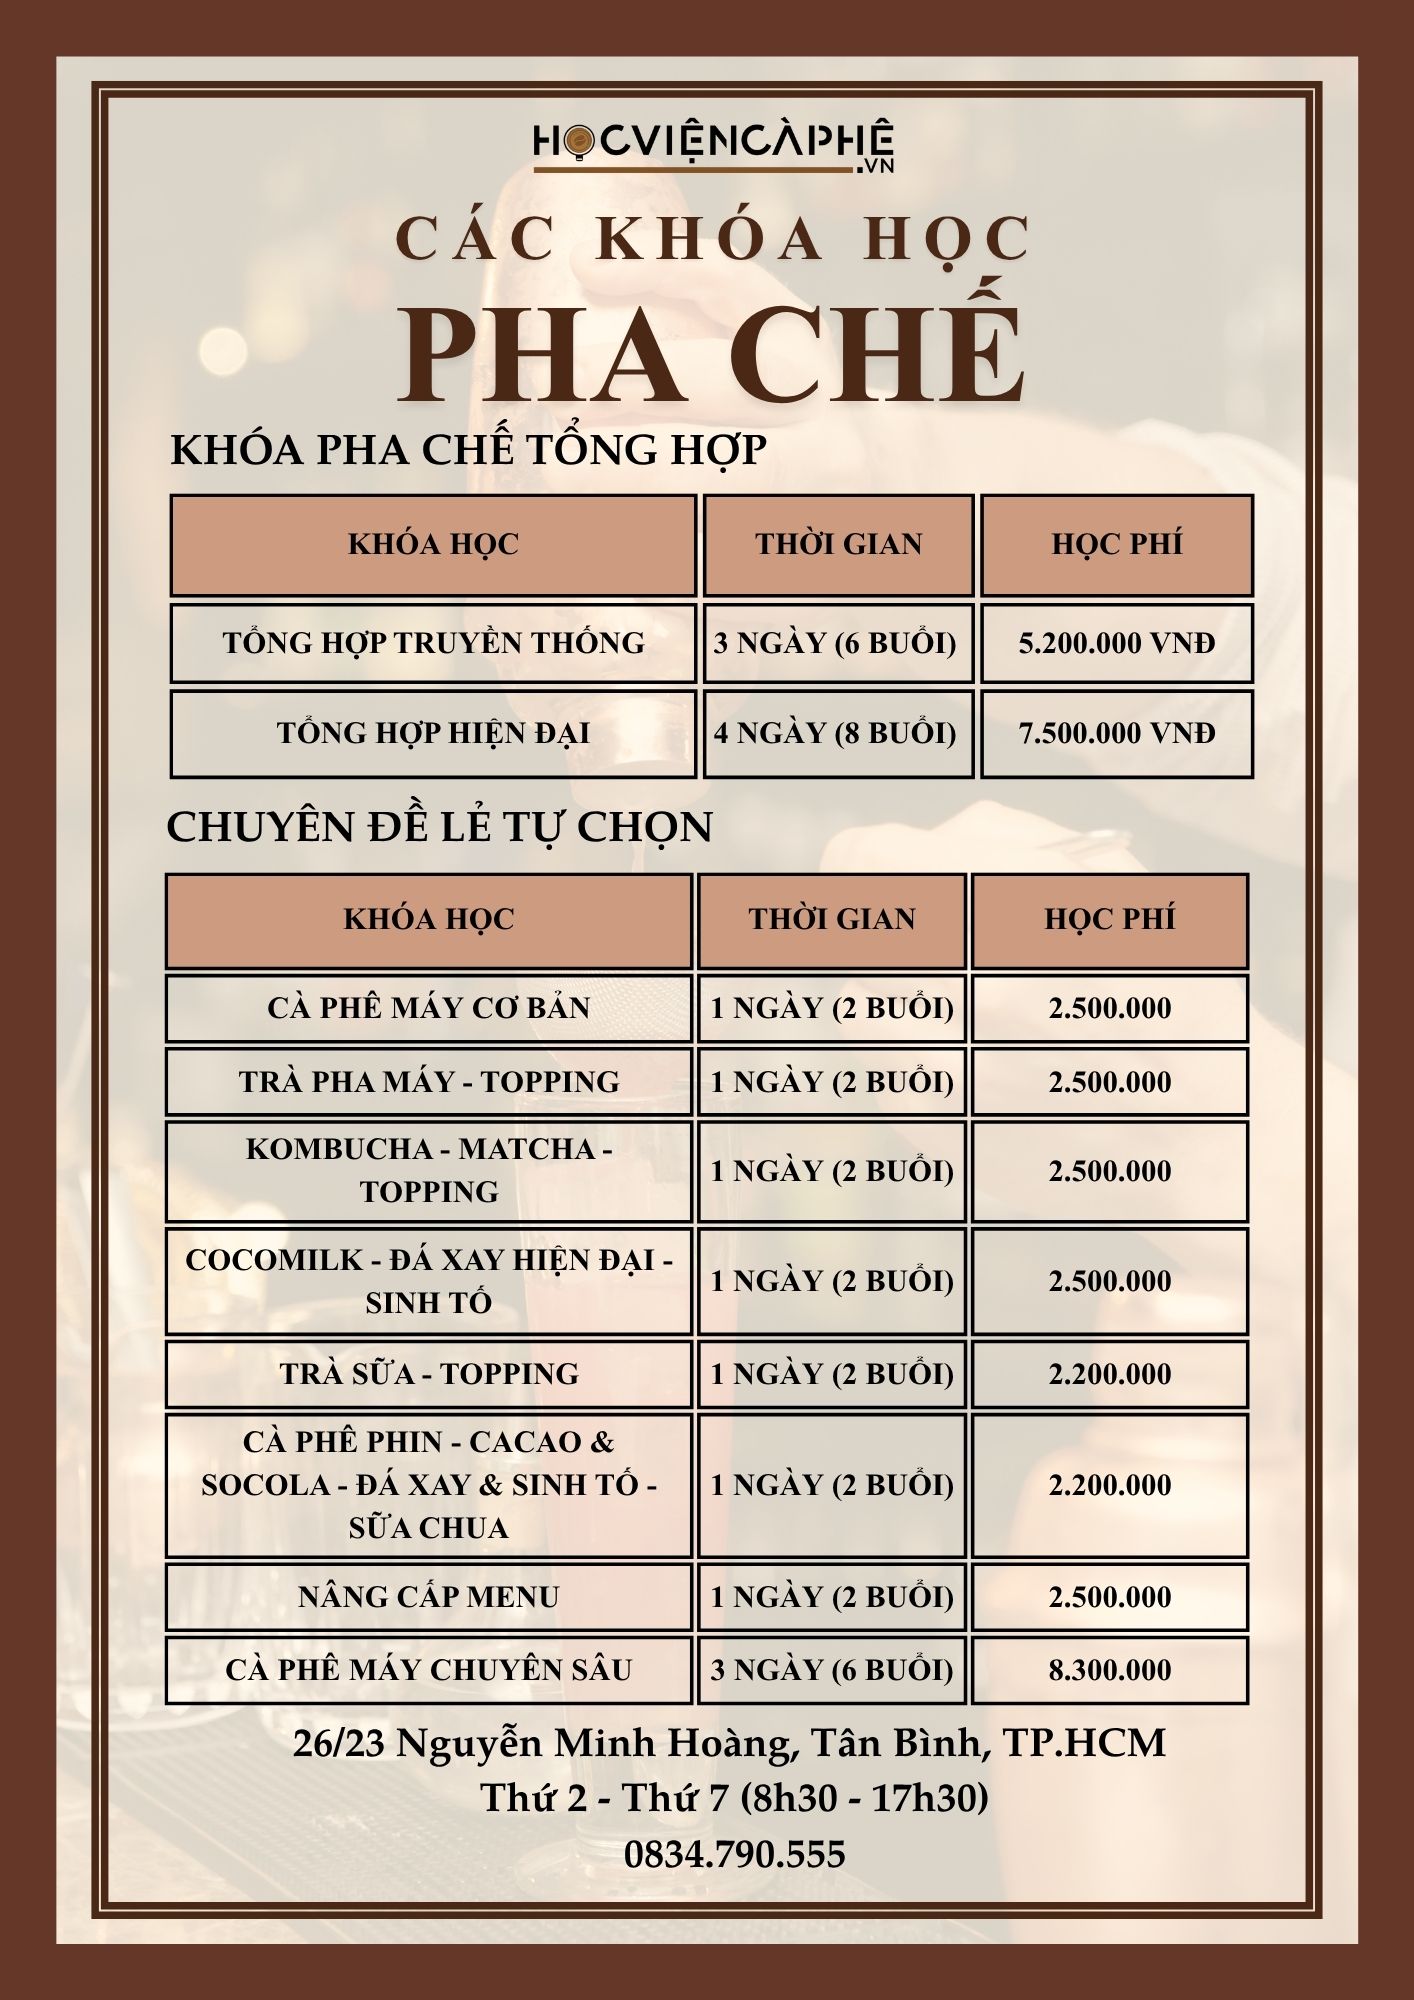 HỌCVIỆNCÀPHÊ
.VN
CÁC KHÓA HỌC
PHA CHẾ
KHÓA PHA CHẾ TỔNG HỢP
KHÓA HỌC THỜI GIAN HỌC PHÍ
TỔNG HỢP TRUYỀN THỐNG 3 NGÀY (6 BUỔI) 5.200.000 VNĐ
TỔNG HỢP HIỆN ĐẠI 4 NGÀY (8 BUỔI) 7.500.000 VNĐ
CHUYÊN ĐỀ LẺ TỰ CHỌN
KHÓA HỌC THỜI GIAN HỌC PHÍ
CÀ PHÊ MÁY CƠ BẢN 1 NGÀY (2 BUỔI) 2.500.000
TRÀ PHA MÁY - TOPPING 1 NGÀY (2 BUỔI) 2.500.000
KOMBUCHA - MATCHA -
TOPPING
1 NGÀY (2 BUỔI) 2.500.000
COCOMILK - ĐÁ XAY HIỆN ĐẠI -
SINH TỐ
1 NGÀY (2 BUỔI) 2.500.000
TRÀ SỮA - TOPPING 1 NGÀY (2 BUỔI) 2.200.000
CÀ PHÊ PHIN - CACAO &
SOCOLA - ĐÁ XAY & SINH TỐ -
SỮA CHUA
1 NGÀY (2 BUỔI) 2.200.000
NÂNG CẤP MENU 1 NGÀY (2 BUỔI) 2.500.000
CÀ PHÊ MÁY CHUYÊN SÂU 3 NGÀY (6 BUỔI) 8.300.000
26/23 Nguyễn Minh Hoàng, Tân Bình, TP.HCM
Thứ 2 - Thứ 7 (8h30 - 17h30)
0834.790.555